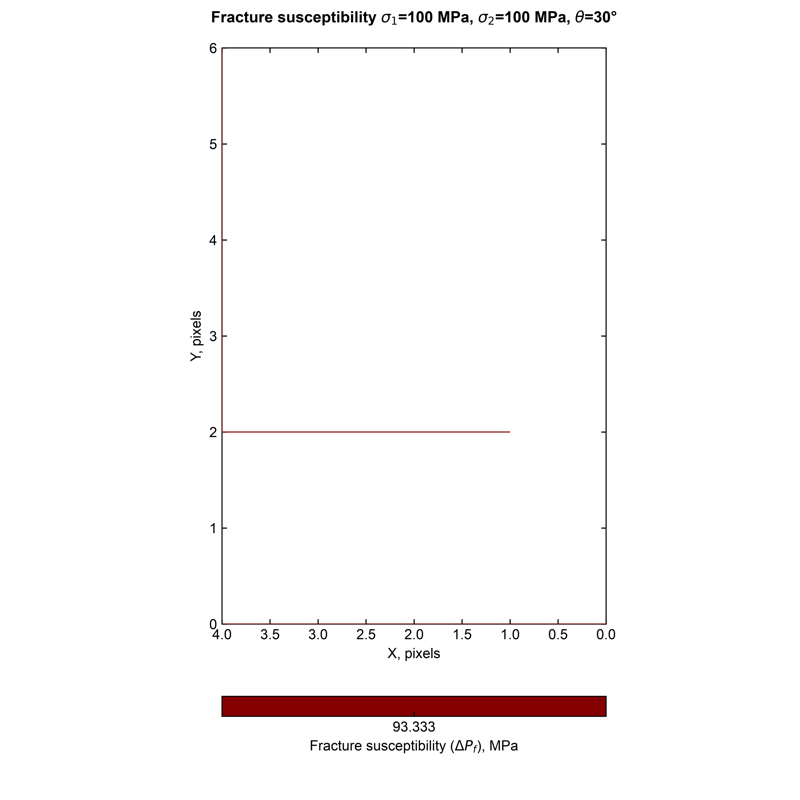 Fracture susceptibility σ1=100 MPa, σ2=100 MPa, θ=30°
6
5
4
3
2
1
0
Y, pixels
4.0 3.5 3.0 2.5 2.0 1.5 1.0 0.5 0.0
X, pixels
93.333
Fracture susceptibility (ΔPf), MPa